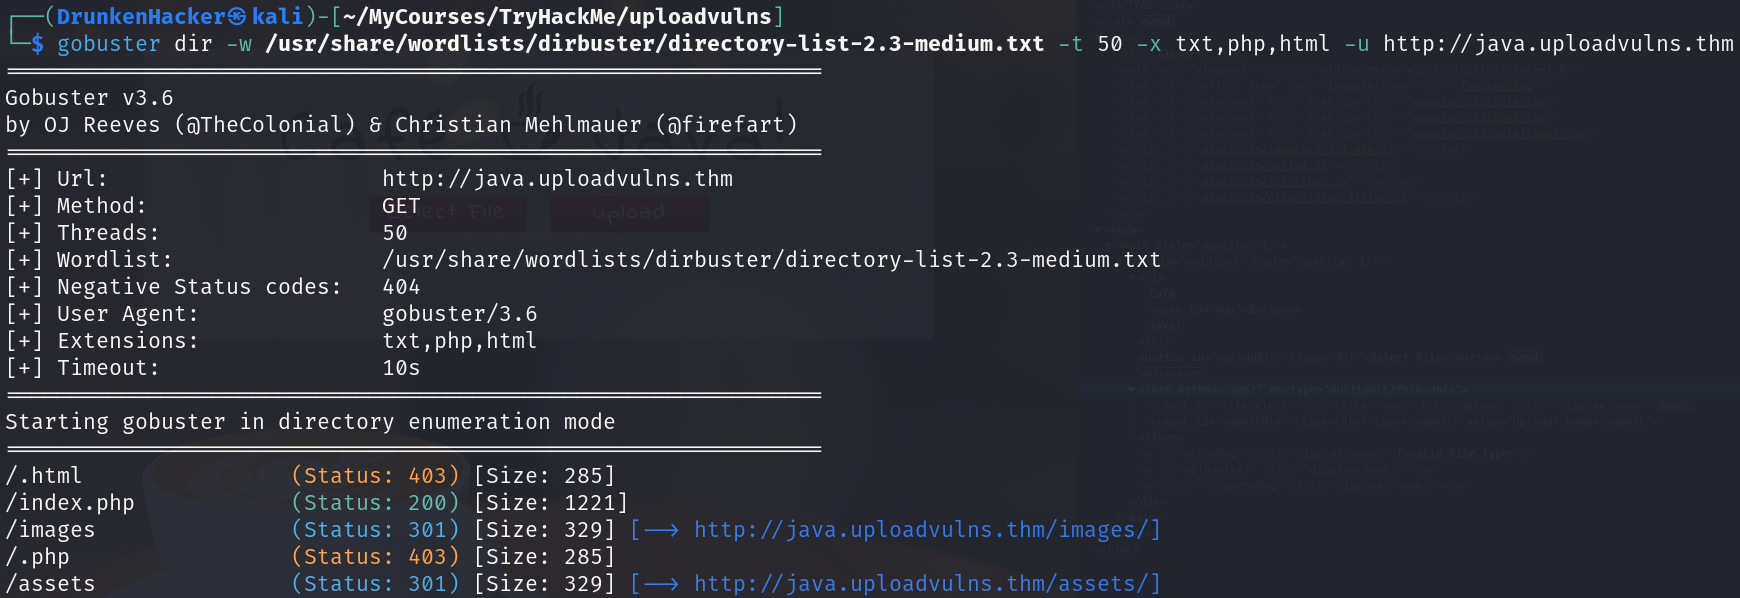 ┌──(DrunkenHacker㉿kali)-[~/MyCourses/TryHackMe/uploadvulns]
└─$ gobuster dir -w /usr/share/wordlists/dirbuster/directory-list-2.3-medium.txt -t 50 -x txt,php,html -u http://java.uploadvulns.thm
===============================================================
Gobuster v3.6
by OJ Reeves (@TheColonial) & Christian Mehlmauer (@firefart)
===============================================================
[+] Url:                     http://java.uploadvulns.thm
[+] Method:                  GET
[+] Threads:                 50
[+] Wordlist:                /usr/share/wordlists/dirbuster/directory-list-2.3-medium.txt
[+] Negative Status codes:   404
[+] User Agent:              gobuster/3.6
[+] Extensions:              txt,php,html
[+] Timeout:                 10s
===============================================================
Starting gobuster in directory enumeration mode
===============================================================
/.html                (Status: 403) [Size: 285]
/index.php            (Status: 200) [Size: 1221]
/images               (Status: 301) [Size: 329] [--> http://java.uploadvulns.thm/images/]
/.php                 (Status: 403) [Size: 285]
/assets               (Status: 301) [Size: 329] [--> http://java.uploadvulns.thm/assets/]
Select File
Upload